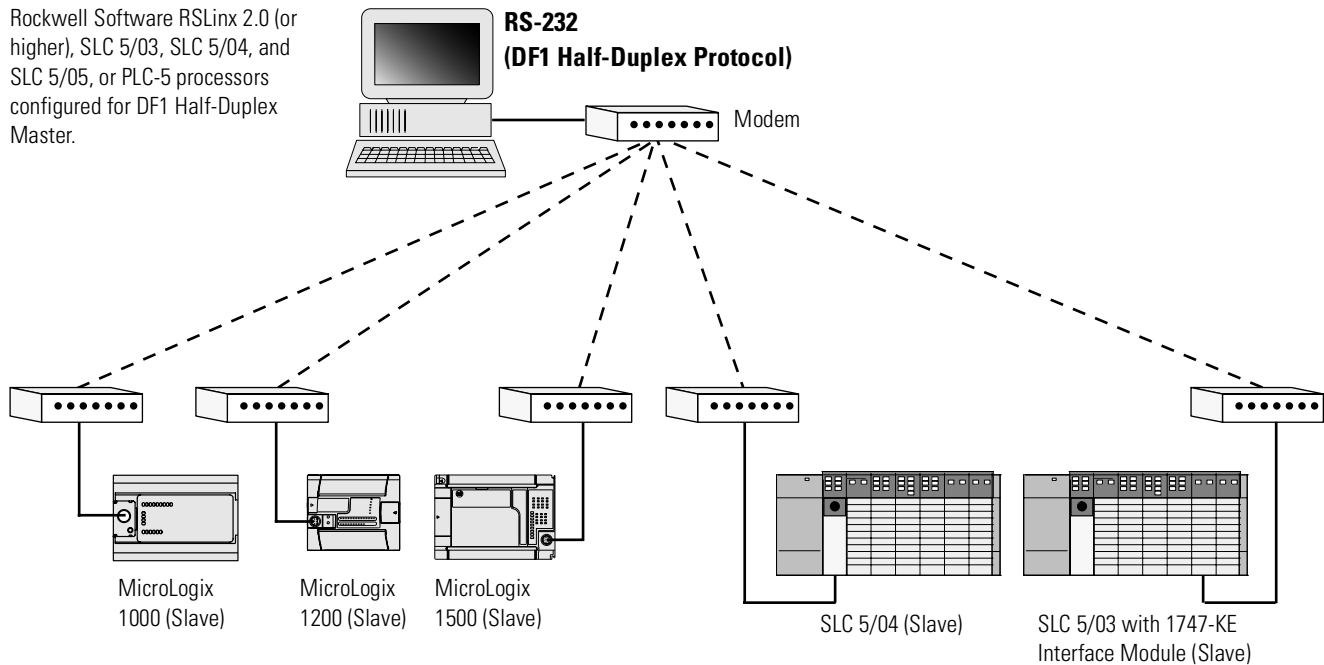 Rockwell Software RSLinx 2.0 (or
higher), SLC 5/03, SLC 5/04, and
SLC 5/05, or PLC-5 processors
configured for DF1 Half-Duplex
Master.
RS-232
(DF1 Half-Duplex Protocol)
Modem
MicroLogix
1000 (Slave)
MicroLogix
1200 (Slave)
MicroLogix
1500 (Slave)
SLC 5/04 (Slave)
SLC 5/03 with 1747-KE
Interface Module (Slave)